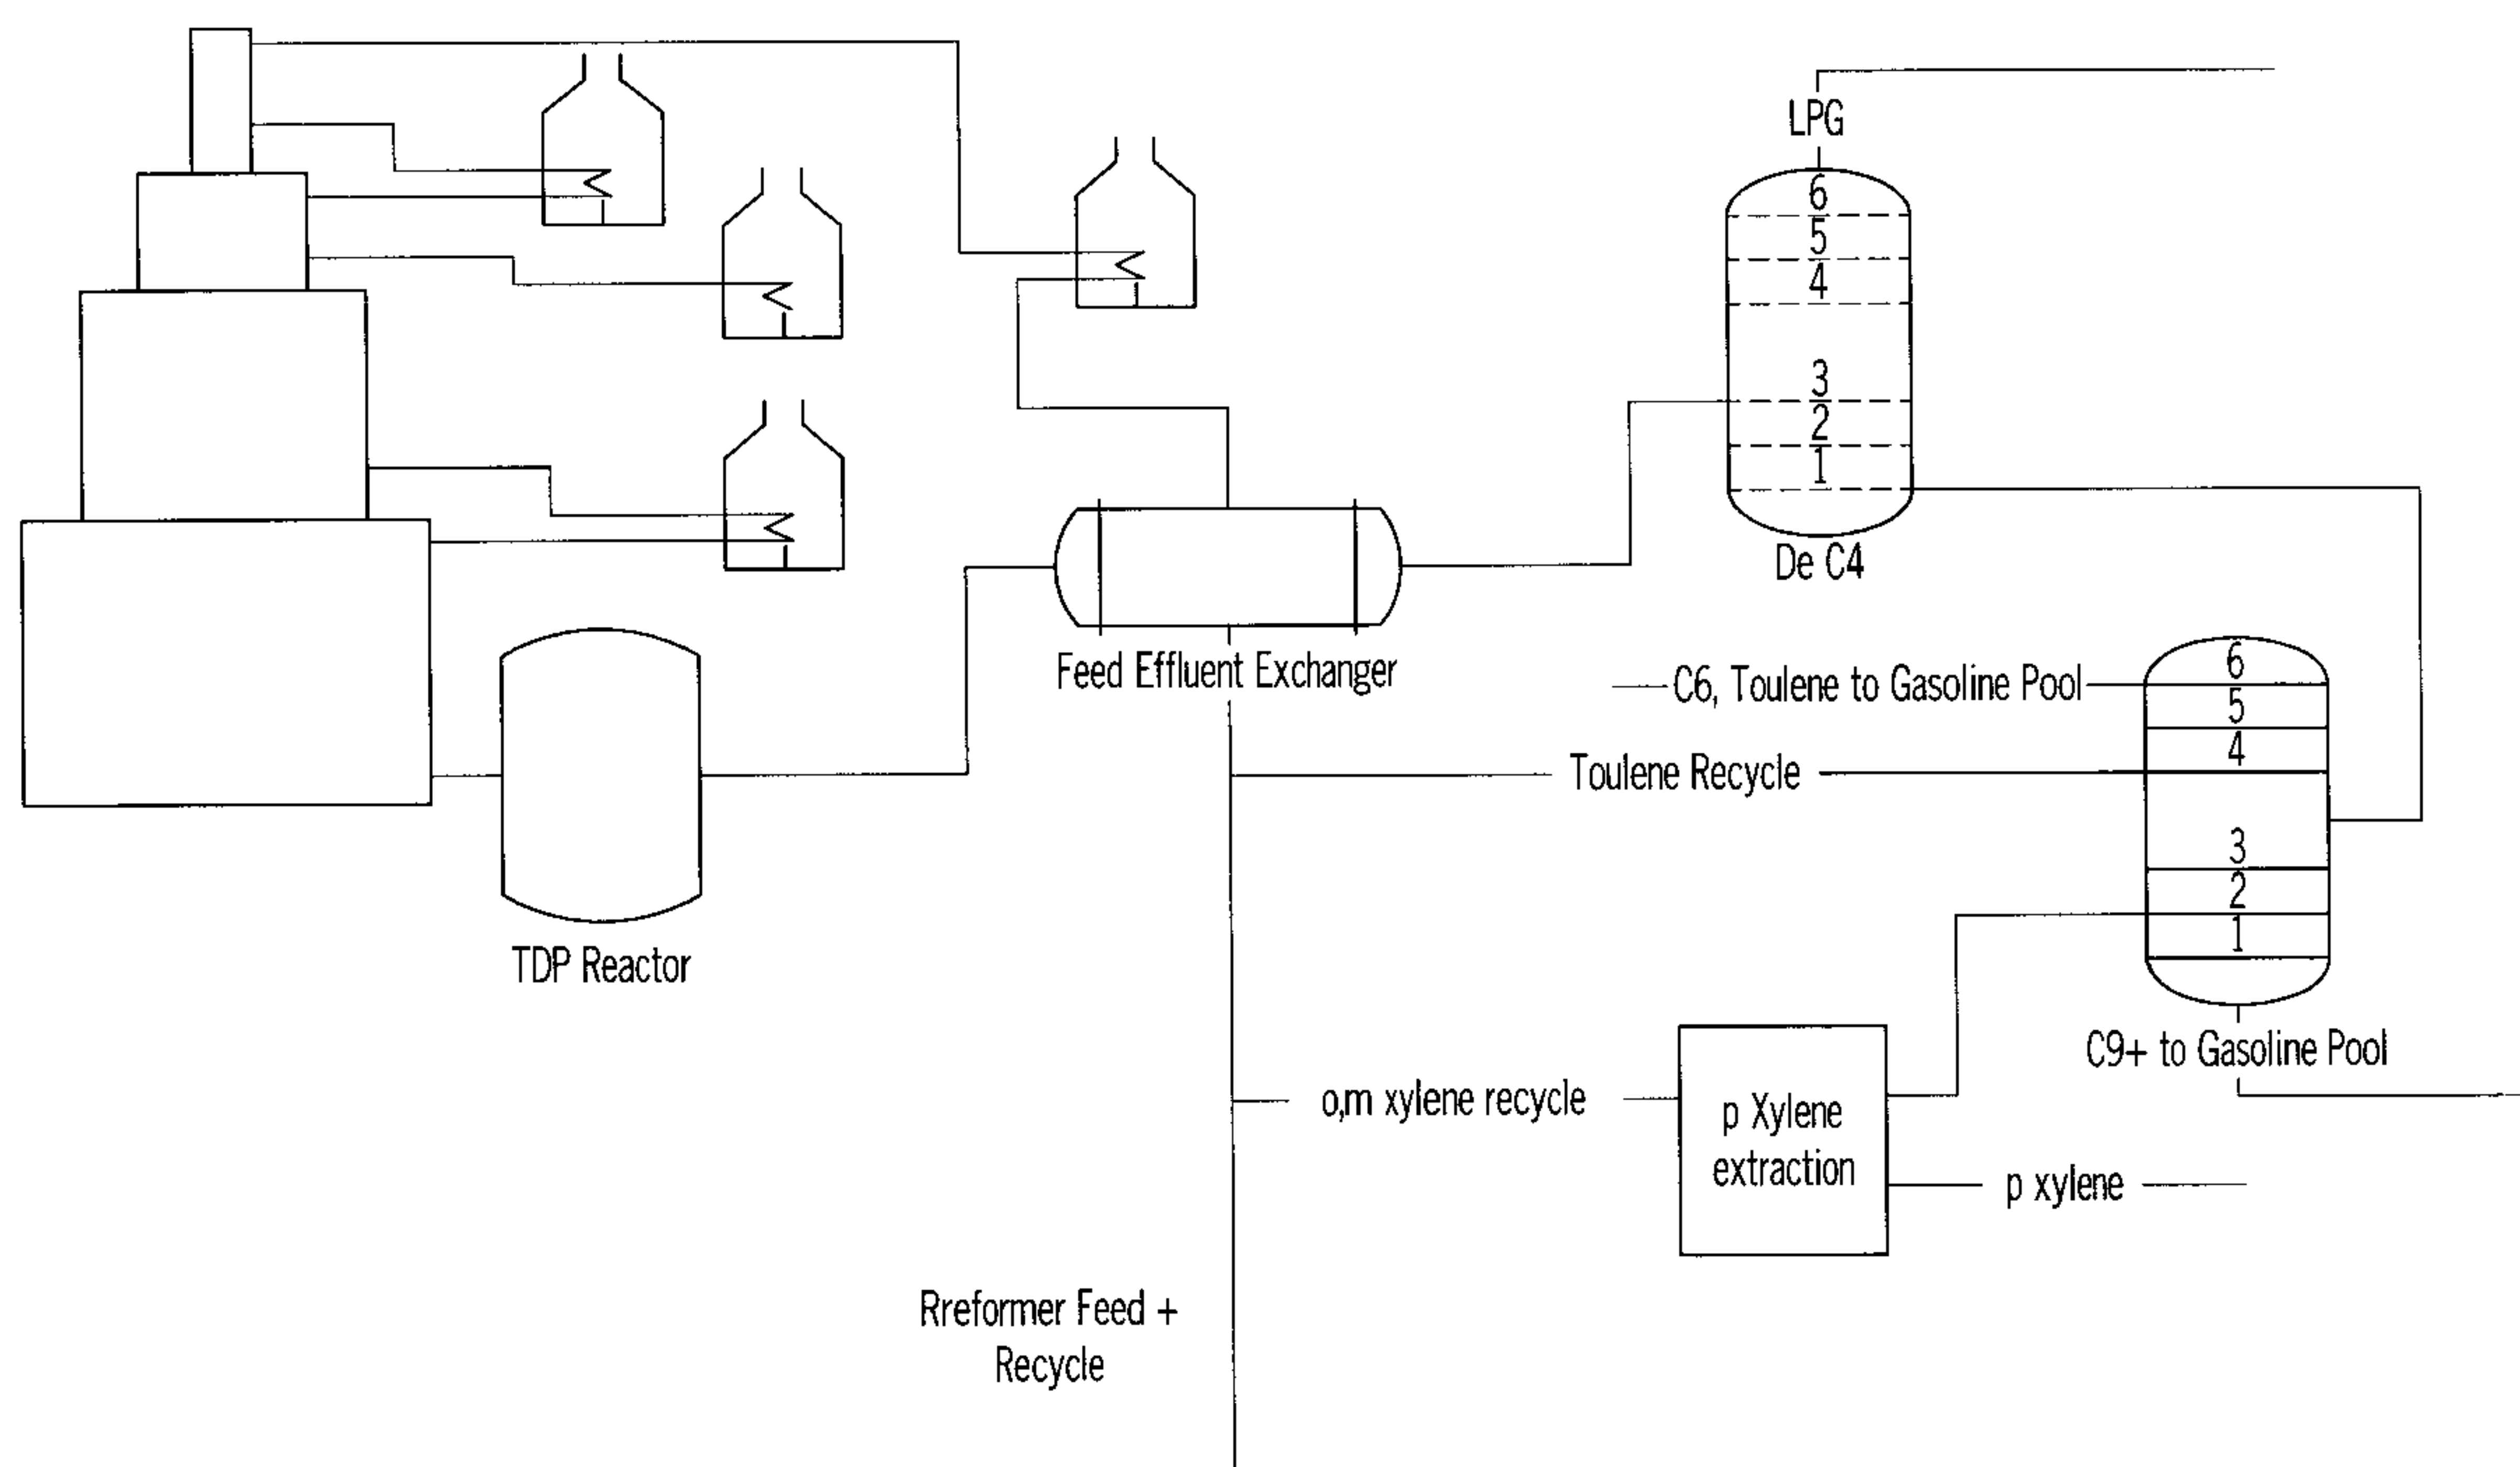 LPG
6
5
4
3
2
1
De C4
Feed Effluent Exchanger
C6, Toulene to Gasoline Pool
6
5
4
Toulene Recycle
3
2
1
TDP Reactor
C9+ to Gasoline Pool
o,m xylene recycle
p Xylene
extraction
p xylene
Rreformer Feed +
Recycle